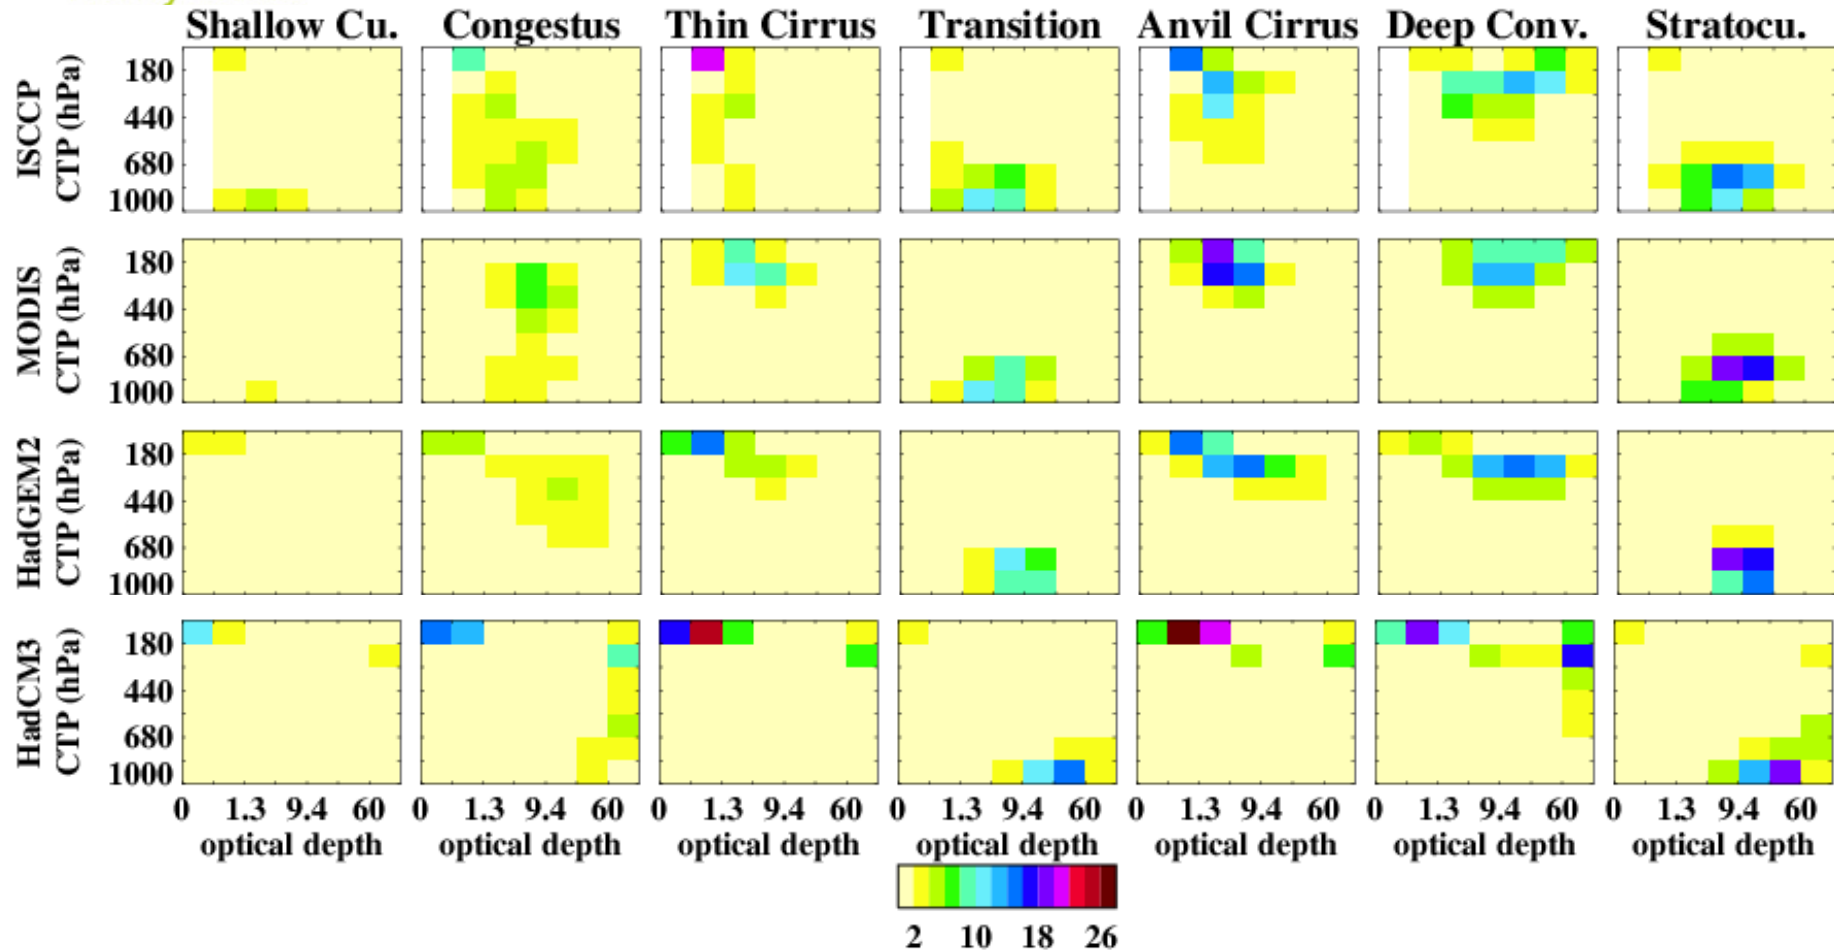 Shallow Cu. Congestus Thin Cirrus Transition Anvil Cirrus Deep Conv. Stratocu.
ISCCP
CTP (hPa)
180
440
680
1000
MODIS
CTP (hPa)
180
440
680
1000
HadGEM2
CTP (hPa)
180
440
680
1000
HadCM3
CTP (hPa)
180
440
680
1000
0 1.3 9.4 60 0 1.3 9.4 60 0 1.3 9.4 60 0 1.3 9.4 60 0 1.3 9.4 60 0 1.3 9.4 60 0 1.3 9.4 60
optical depth optical depth optical depth optical depth optical depth optical depth optical depth
2 10 18 26